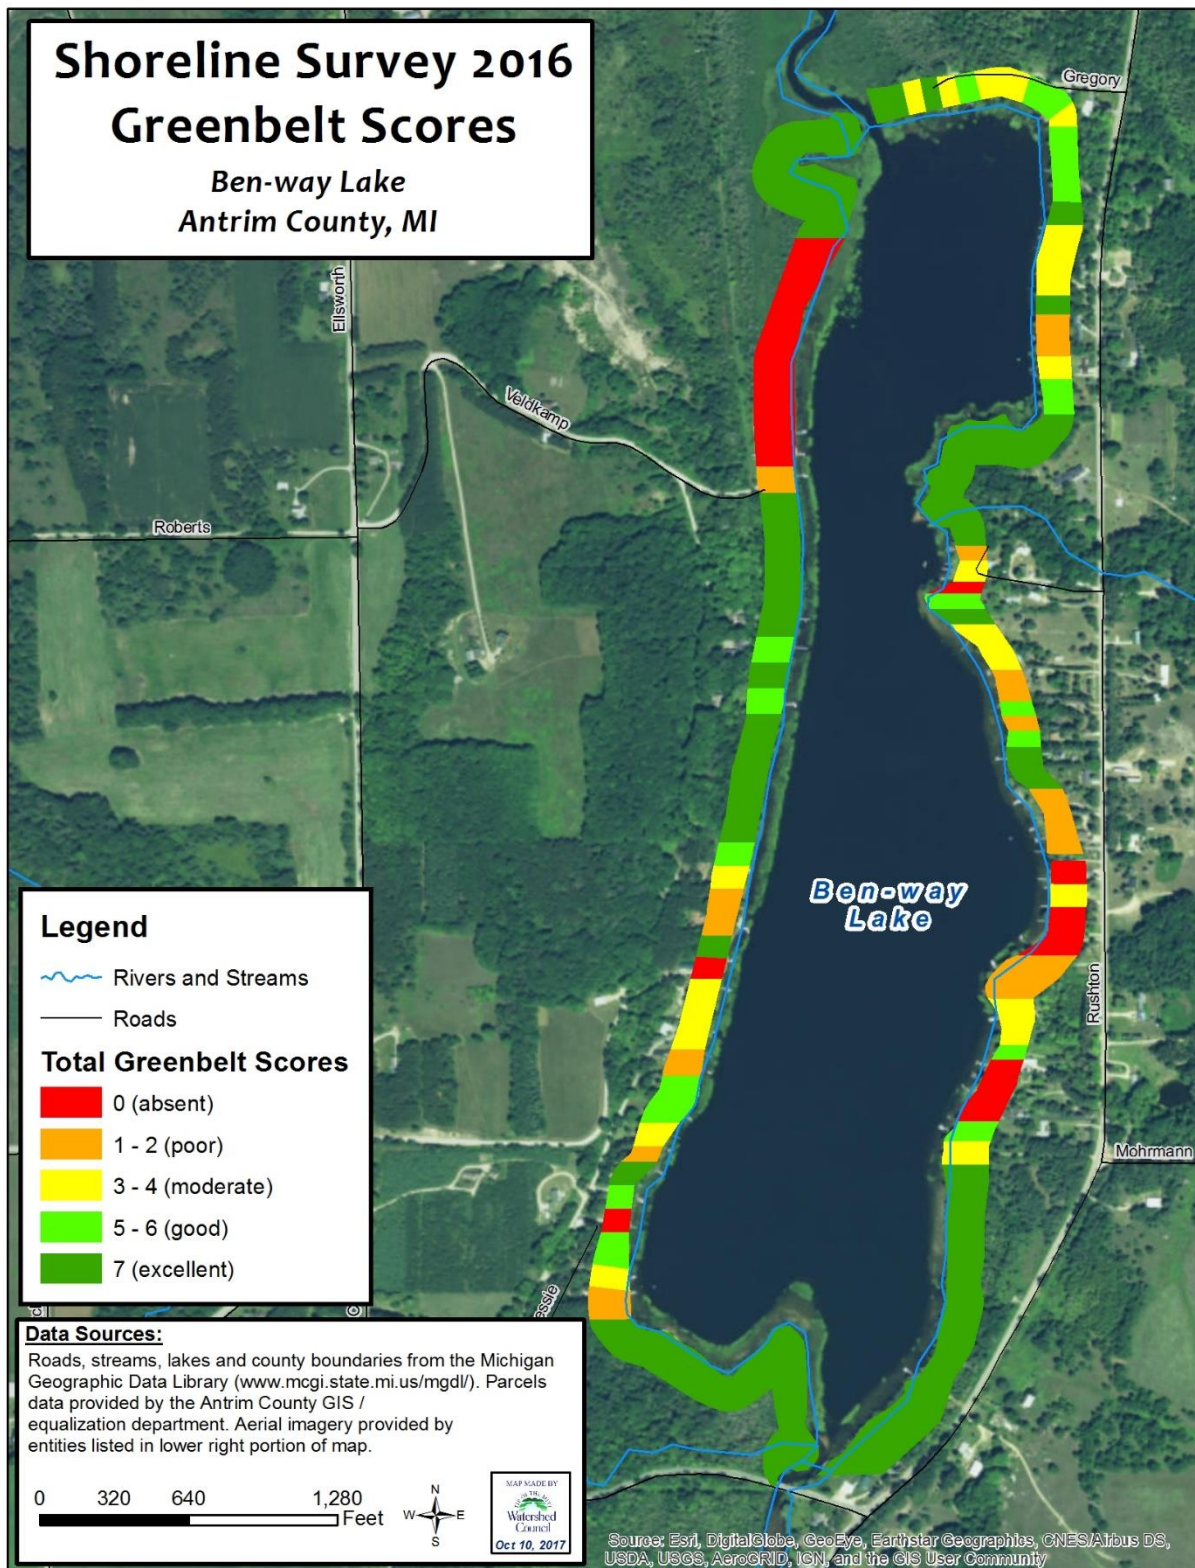 Shoreline Survey 2016
Greenbelt Scores
Ben-way Lake
Antrim County, MI
Gregory
Ellsworth
Veldkamp
Roberts
Ben-way
Lake
Rushton
Mohrmann
essie
Legend
Rivers and Streams
Roads
Total Greenbelt Scores
0 (absent)
1 - 2 (poor)
3 - 4 (moderate)
5 - 6 (good)
7 (excellent)
Data Sources:
Roads, streams, lakes and county boundaries from the Michigan
Geographic Data Library (www.mcgi.state.mi.us/mgdl/). Parcels
data provided by the Antrim County GIS /
equalization department. Aerial imagery provided by
entities listed in lower right portion of map.
0 320 640 1,280
Feet
N
W E
S
MAP MADE BY
Watershed
Council
Oct 10, 2017
Source: Esri, DigitalGlobe, GeoEye, Earthstar Geographics, CNES/Airbus DS,
USDA, USGS, AeroGRID, IGN, and the GIS User Community